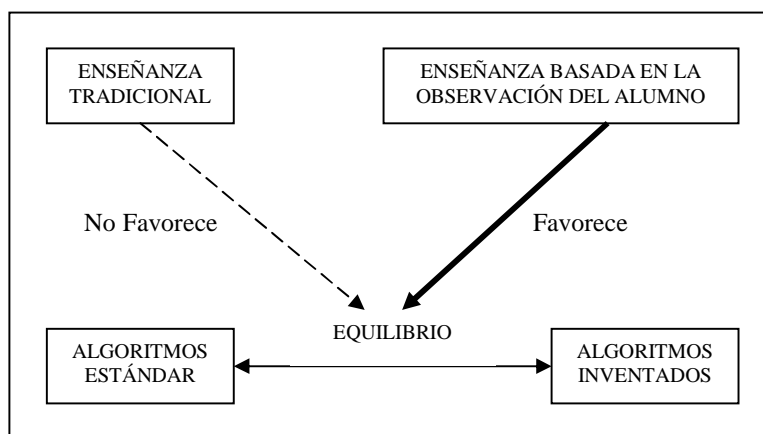 ENSEÑANZA
TRADICIONAL
ENSEÑANZA BASADA EN LA
OBSERVACIÓN DEL ALUMNO
No Favorece
Favorece
EQUILIBRIO
ALGORITMOS
ESTÁNDAR
ALGORITMOS
INVENTADOS